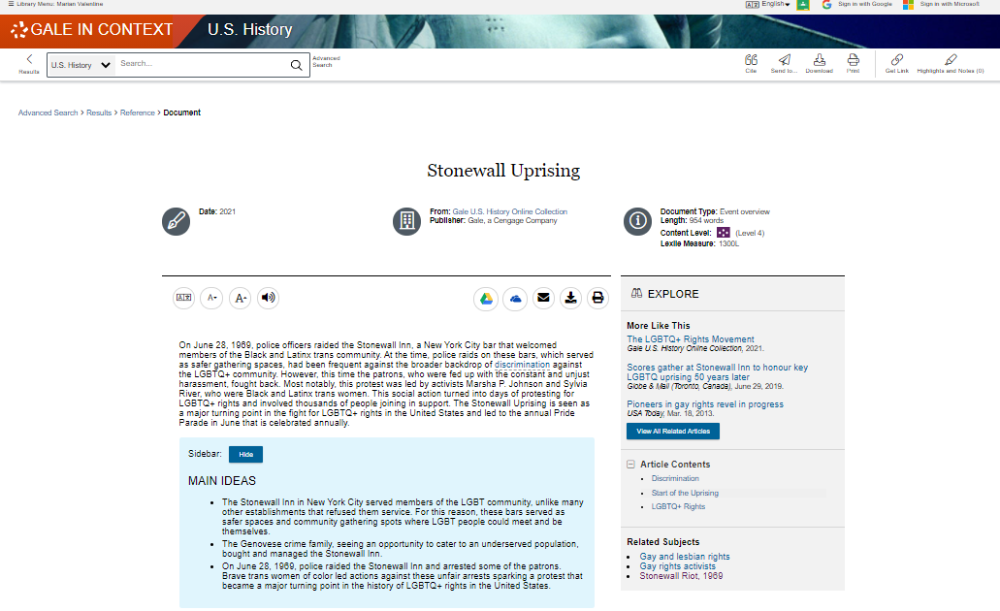 Library Menu: Marian Valentine
English
Sign in with Google
Sign in with Microsoft
GALE IN CONTEXT
U.S. History
Results
U.S. History
Search...
Advanced
Search
Cite
Send to...
Download
Print
Get Link
Highlights and Notes (0)
Advanced Search > Results > Reference > Document
Stonewall Uprising
Date: 2021
From: Gale U.S. History Online Collection
Publisher: Gale, a Cengage Company
Document Type: Event overview
Length: 954 words
Content Level: (Level 4)
Lexile Measure: 1300L
A-
A+
On June 28, 1969, police officers raided the Stonewall Inn, a New York City bar that welcomed
members of the Black and Latinx trans community. At the time, police raids on these bars, which served
as safer gathering spaces, had been frequent against the broader backdrop of discrimination against
the LGBTQ+ community. However, this time the patrons, who were fed up with the constant and unjust
harassment, fought back. Most notably, this protest was led by activists Marsha P. Johnson and Sylvia
River, who were Black and Latinx trans women. This social action turned into days of protesting for
LGBTQ+ rights and involved thousands of people joining in support. The Stonewall Uprising is seen as
a major turning point in the fight for LGBTQ+ rights in the United States and led to the annual Pride
Parade in June that is celebrated annually.
Sidebar: Hide
MAIN IDEAS
• The Stonewall Inn in New York City served members of the LGBT community, unlike many
other establishments that refused them service. For this reason, these bars served as
safer spaces and community gathering spots where LGBT people could meet and be
themselves.
• The Genovese crime family, seeing an opportunity to cater to an underserved population,
bought and managed the Stonewall Inn.
• On June 28, 1969, police raided the Stonewall Inn and arrested some of the patrons.
Brave trans women of color led actions against these unfair arrests sparking a protest that
became a major turning point in the history of LGBTQ+ rights in the United States.
EXPLORE
More Like This
The LGBTQ+ Rights Movement
Gale U.S. History Online Collection, 2021.
Scores gather at Stonewall Inn to honour key
LGBTQ uprising 50 years later
Globe & Mail (Toronto, Canada), June 29, 2019.
Pioneers in gay rights revel in progress
USA Today, Mar. 18, 2013.
View All Related Articles
Article Contents
• Discrimination
• Start of the Uprising
• LGBTQ+ Rights
Related Subjects
• Gay and lesbian rights
• Gay rights activists
• Stonewall Riot, 1969